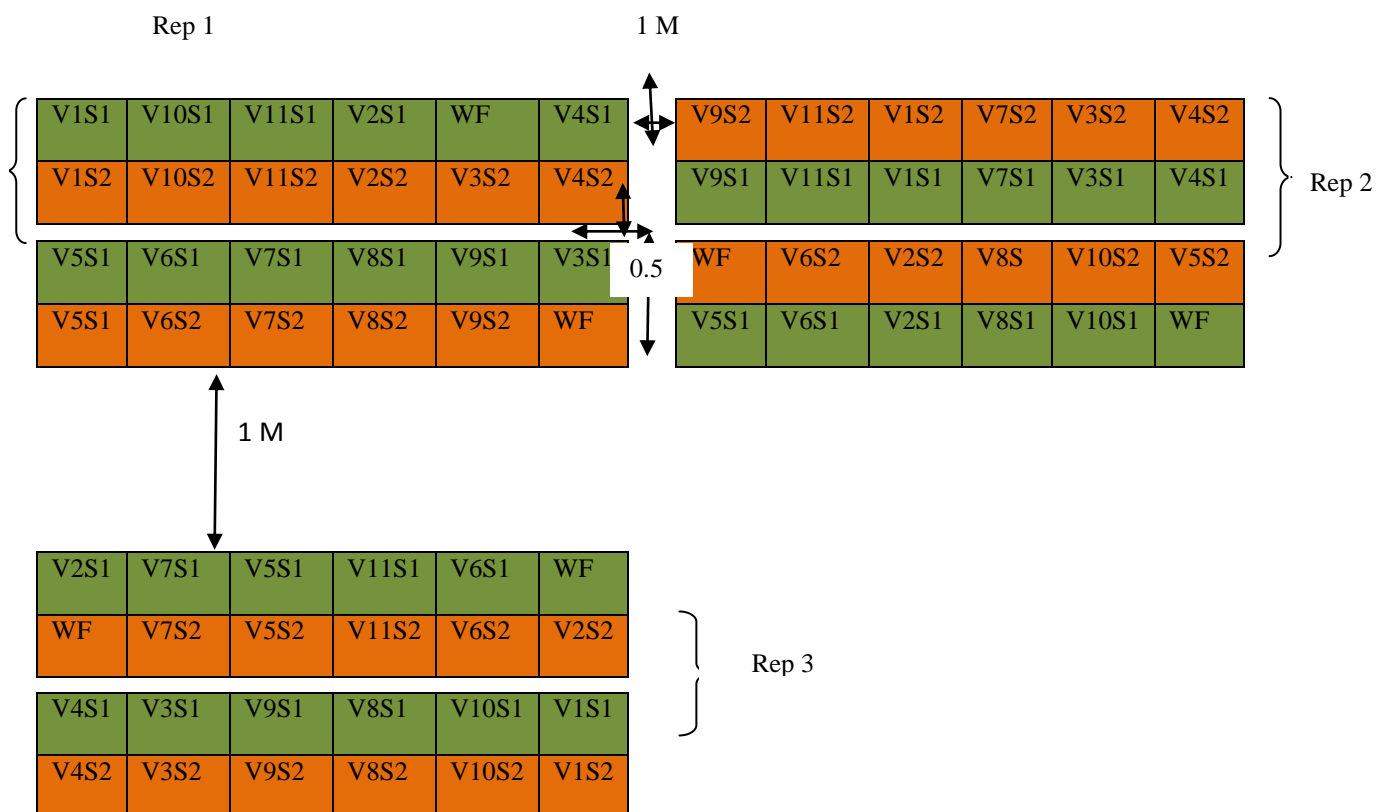 Rep 1 1 M
V1S1 V10S1 V11S1 V2S1 WF V4S1
V1S2 V10S2 V11S2 V2S2 V3S2 V4S2
V5S1 V6S1 V7S1 V8S1 V9S1 V3S1
V5S1 V6S2 V7S2 V8S2 V9S2 WF
0.5
V9S2 V11S2 V1S2 V7S2 V3S2 V4S2
V9S1 V11S1 V1S1 V7S1 V3S1 V4S1
WF V6S2 V2S2 V8S V10S2 V5S2
V5S1 V6S1 V2S1 V8S1 V10S1 WF
Rep 2
1 M
V2S1 V7S1 V5S1 V11S1 V6S1 WF
WF V7S2 V5S2 V11S2 V6S2 V2S2
V4S1 V3S1 V9S1 V8S1 V10S1 V1S1
V4S2 V3S2 V9S2 V8S2 V10S2 V1S2
Rep 3